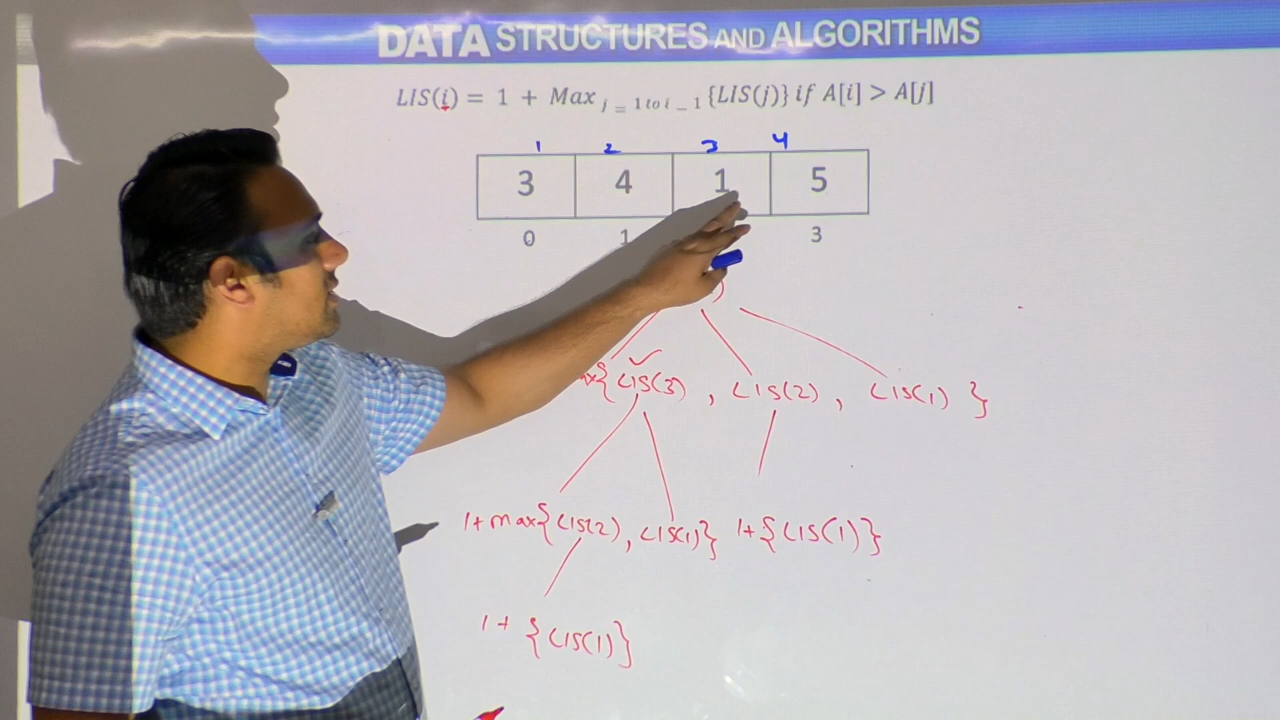 DATA STRUCTURES AND ALGORITHMS
LIS(i) = 1 + Max j = 1 to i − 1 {LIS(j)} if A[i] > A[j]
1 2 3 4
3 4 1 5
0 1 3
)
{LIS(3) , LIS(2) , LIS(1) }
1+max{LIS(2), LIS(1)} 1+{LIS(1)}
1+ {LIS(1)}